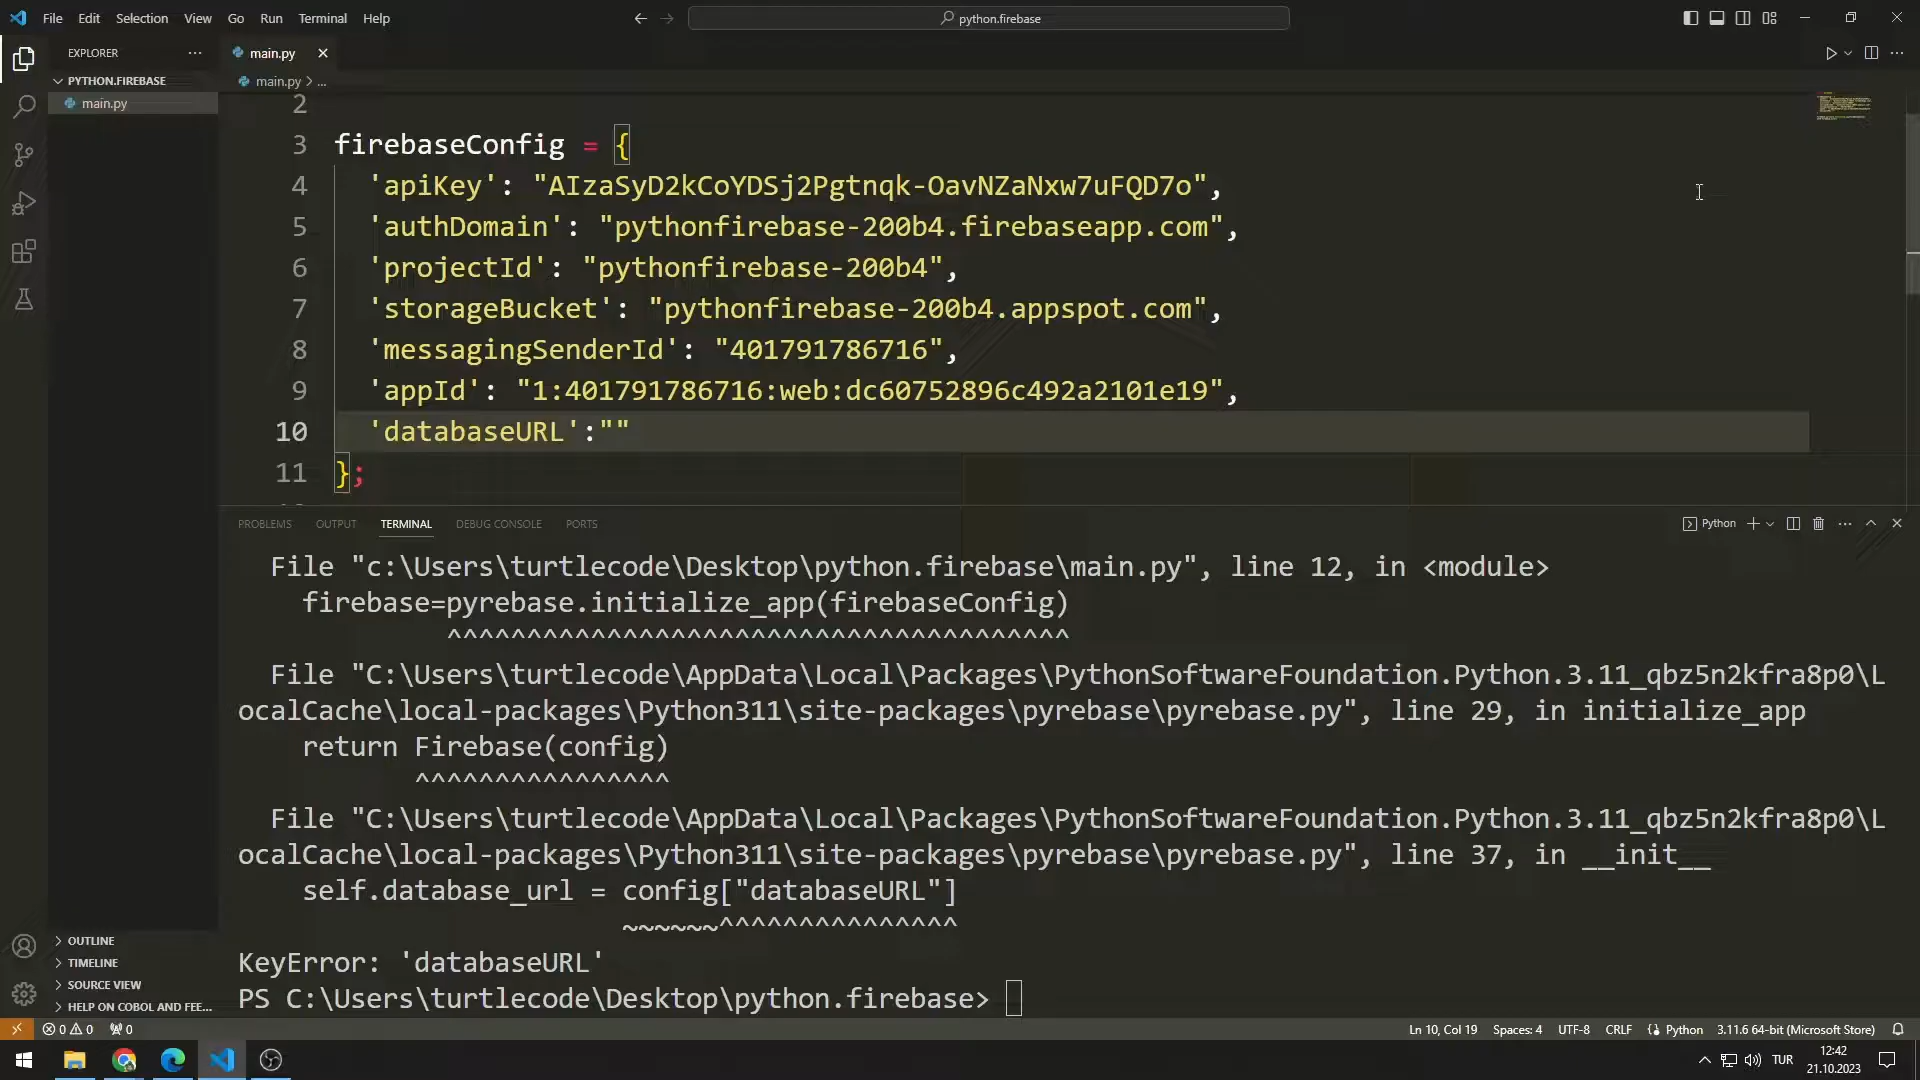 File Edit Selection View Go Run Terminal Help
python.firebase
EXPLORER
PYTHON.FIREBASE
main.py
main.py
main.py > ...
2
3 firebaseConfig = {
4 'apiKey': "AIzaSyD2kCoYDSj2Pgtnqk-OavNZaNxw7uFQD7o",
5 'authDomain': "pythonfirebase-200b4.firebaseapp.com",
6 'projectId': "pythonfirebase-200b4",
7 'storageBucket': "pythonfirebase-200b4.appspot.com",
8 'messagingSenderId': "401791786716",
9 'appId': "1:401791786716:web:dc60752896c492a2101e19",
10 'databaseURL':""
11 };
PROBLEMS OUTPUT TERMINAL DEBUG CONSOLE PORTS
Python
File "c:\Users\turtlecode\Desktop\python.firebase\main.py", line 12, in <module>
firebase=pyrebase.initialize_app(firebaseConfig)
^^^^^^^^^^^^^^^^^^^^^^^^^^^^^^^^^^^^^^^
File "C:\Users\turtlecode\AppData\Local\Packages\PythonSoftwareFoundation.Python.3.11_qbz5n2kfra8p0\L
ocalCache\local-packages\Python311\site-packages\pyrebase\pyrebase.py", line 29, in initialize_app
return Firebase(config)
^^^^^^^^^^^^^^^^
File "C:\Users\turtlecode\AppData\Local\Packages\PythonSoftwareFoundation.Python.3.11_qbz5n2kfra8p0\L
ocalCache\local-packages\Python311\site-packages\pyrebase\pyrebase.py", line 37, in __init__
self.database_url = config["databaseURL"]
~~~~~~^^^^^^^^^^^^^^^
KeyError: 'databaseURL'
PS C:\Users\turtlecode\Desktop\python.firebase>
OUTLINE
TIMELINE
SOURCE VIEW
HELP ON COBOL AND FEE...
0 0 0
Ln 10, Col 19 Spaces: 4 UTF-8 CRLF Python 3.11.6 64-bit (Microsoft Store)
TUR
12:42
21.10.2023